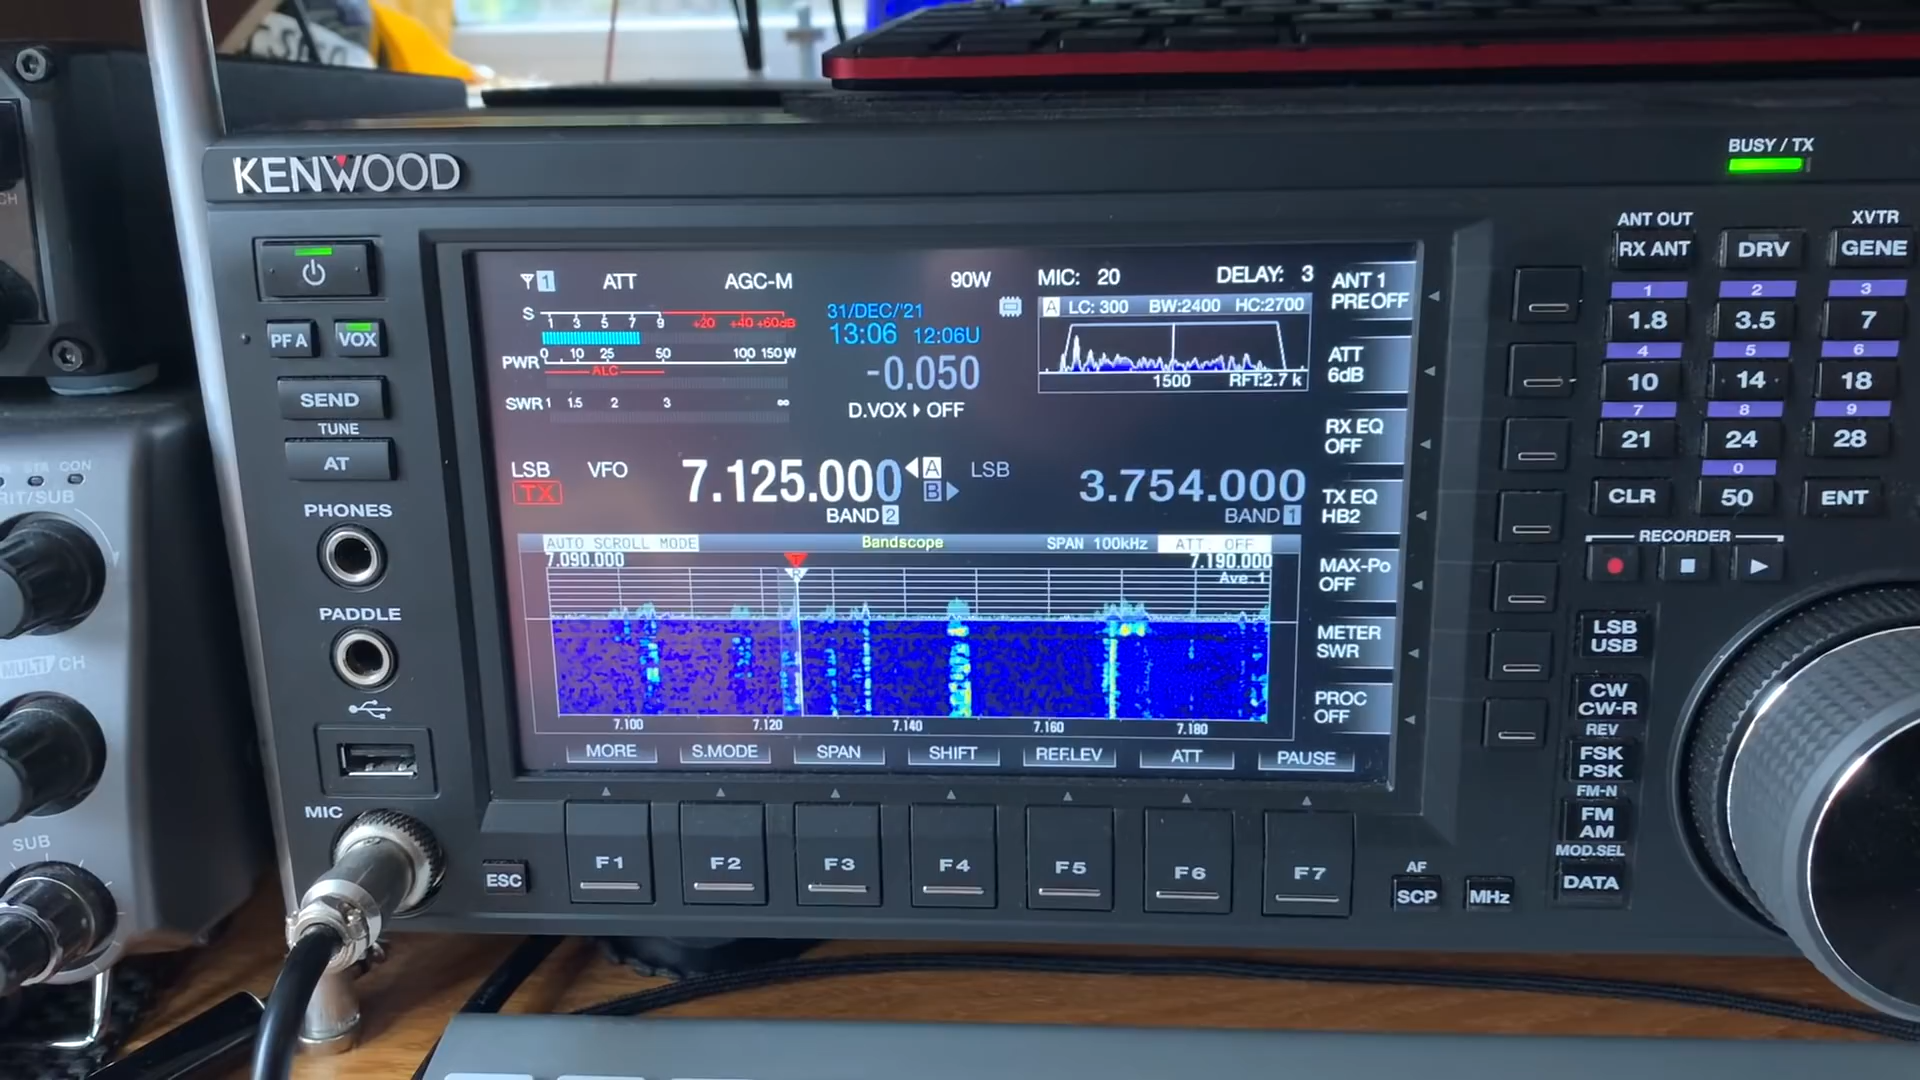 KENWOOD
BUSY / TX
ANT OUT
XVTR
RX ANT
DRV
GENE
1
2
3
1.8
3.5
7
4
5
6
10
14
18
7
8
9
21
24
28
0
CLR
50
ENT
RECORDER
LSB
USB
CW
CW-R
REV
FSK
PSK
FM-N
FM
AM
MOD.SEL
DATA
PF A
VOX
SEND
TUNE
AT
PHONES
PADDLE
MIC
1
ATT
AGC-M
90W
MIC: 20
DELAY: 3
S
1 3 5 7 9 +20 +40 +60dB
PWR
0 10 25 50 100 150 W
ALC
SWR 1 1.5 2 3 ∞
31/DEC/'21
13:06 12:06U
-0.050
D.VOX OFF
A LC: 300 BW:2400 HC:2700
1500
RFT:2.7 k
LSB
TX
VFO
7.125.000
A
B
BAND 2
LSB
3.754.000
BAND 1
AUTO SCROLL MODE
Bandscope
SPAN 100kHz
ATT. OFF
7.090.000
T
R
7.190.000
Ave.1
7.100
7.120
7.140
7.160
7.180
MORE
S.MODE
SPAN
SHIFT
REF.LEV
ATT
PAUSE
ANT 1
PREOFF
ATT
6dB
RX EQ
OFF
TX EQ
HB2
MAX-Po
OFF
METER
SWR
PROC
OFF
ESC
F1
F2
F3
F4
F5
F6
F7
AF
SCP
MHz
CH
STA
CON
RIT/SUB
MULTI CH
SUB